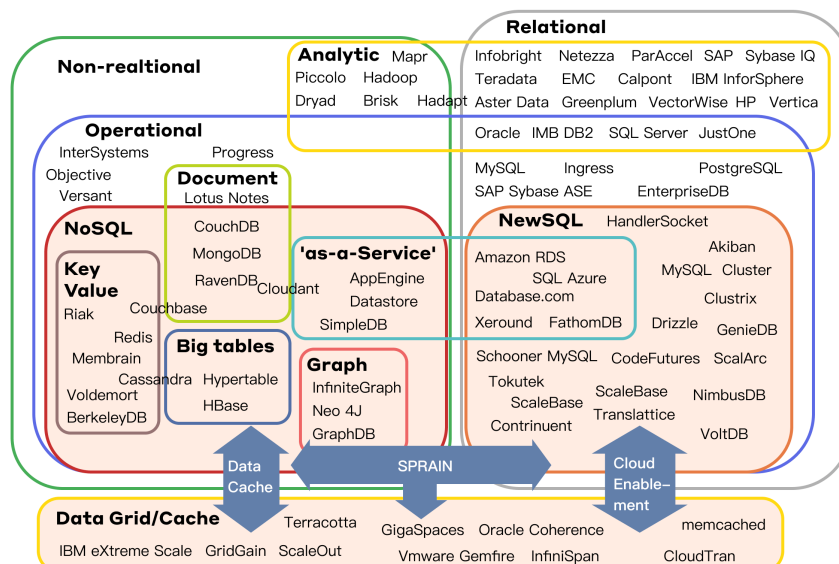 Relational
Non-realtional
Analytic Mapr
Piccolo Hadoop
Dryad Brisk Hadapt
Infobright Netezza ParAccel SAP Sybase IQ
Teradata EMC Calpont IBM InforSphere
Aster Data Greenplum VectorWise HP Vertica
Oracle IMB DB2 SQL Server JustOne
Operational
InterSystems Progress
Objective
Versant
Document
Lotus Notes
CouchDB
MongoDB
RavenDB
Cloudant
MySQL Ingress PostgreSQL
SAP Sybase ASE EnterpriseDB
NoSQL
Key
Value
Riak
Couchbase
Redis
Membrain
Cassandra
Voldemort
BerkeleyDB
Big tables
Hypertable
HBase
'as-a-Service'
AppEngine
Datastore
SimpleDB
Amazon RDS
SQL Azure
Database.com
Xeround FathomDB
Graph
InfiniteGraph
Neo 4J
GraphDB
NewSQL HandlerSocket
Akiban
MySQL Cluster
Clustrix
Drizzle GenieDB
Schooner MySQL CodeFutures ScalArc
Tokutek
ScaleBase
Continuent
ScaleBase
Translattice
NimbusDB
VoltDB
Data
Cache
SPRAIN
Cloud
Enable–
ment
Data Grid/Cache
Terracotta
IBM eXtreme Scale GridGain ScaleOut
GigaSpaces Oracle Coherence memcached
Vmware Gemfire InfiniSpan CloudTran